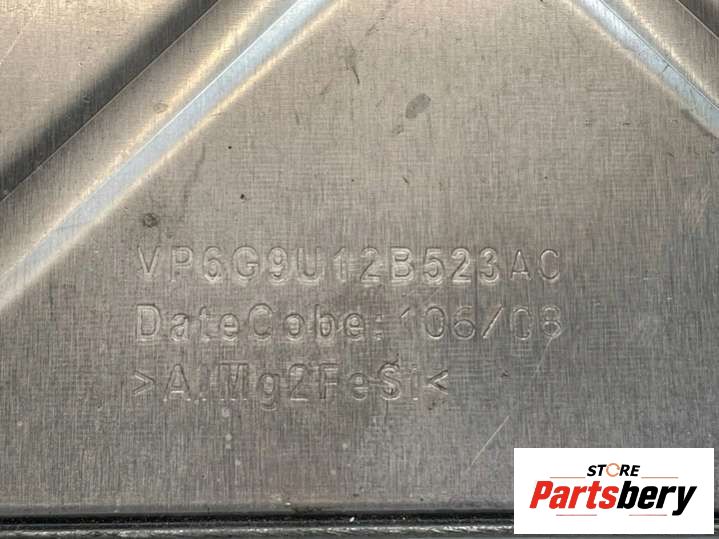 VP6G9U12B523AC
DateCobe: 106/08
>AlMg2FeSi<
STORE
Partsbery